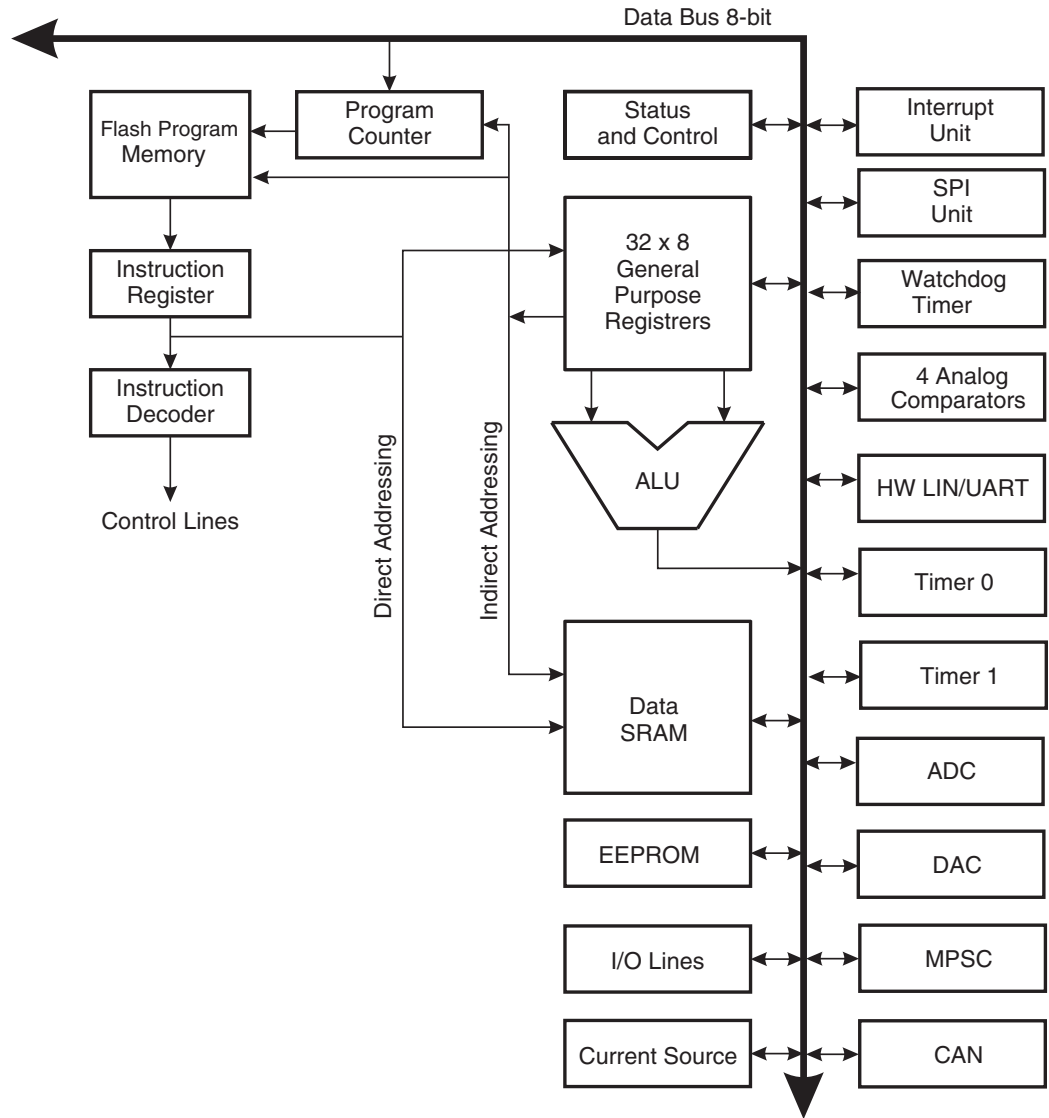 Data Bus 8-bit
Flash Program
Memory
Program
Counter
Status
and Control
Interrupt
Unit
SPI
Unit
Instruction
Register
32 x 8
General
Purpose
Registrers
Watchdog
Timer
Instruction
Decoder
4 Analog
Comparators
Control Lines
Direct Addressing
Indirect Addressing
ALU
HW LIN/UART
Timer 0
Timer 1
Data
SRAM
ADC
EEPROM
DAC
I/O Lines
MPSC
Current Source
CAN